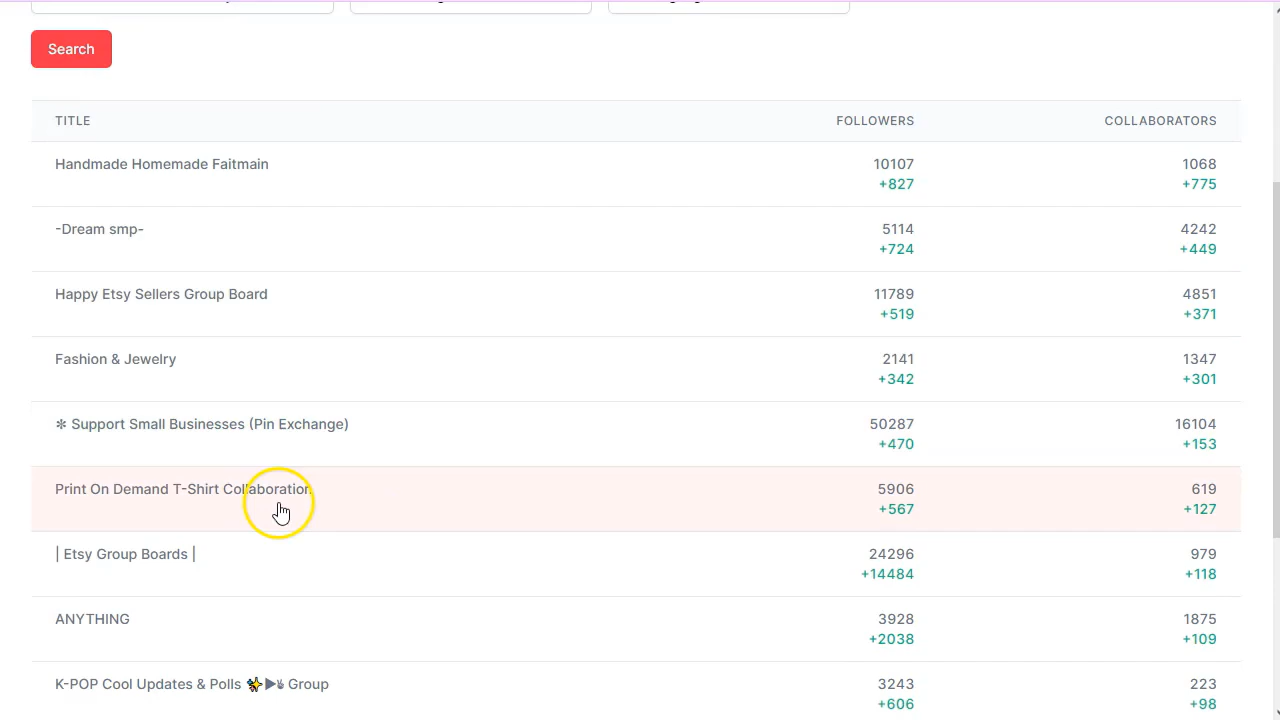 Search
TITLE FOLLOWERS COLLABORATORS
Handmade Homemade Faitmain 10107 1068
+827 +775
-Dream smp- 5114 4242
+724 +449
Happy Etsy Sellers Group Board 11789 4851
+519 +371
Fashion & Jewelry 2141 1347
+342 +301
✻ Support Small Businesses (Pin Exchange) 50287 16104
+470 +153
Print On Demand T-Shirt Collaboration 5906 619
+567 +127
| Etsy Group Boards | 24296 979
+14484 +118
ANYTHING 3928 1875
+2038 +109
K-POP Cool Updates & Polls Group 3243 223
+606 +98